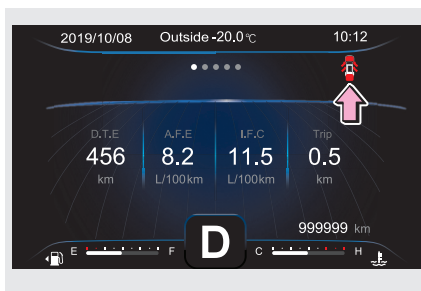 2019/10/08 Outside -20.0 ℃ 10:12
D.T.E A.F.E I.F.C Trip
456 8.2 11.5 0.5
km L/100km L/100km km
999999 km
E F D C H